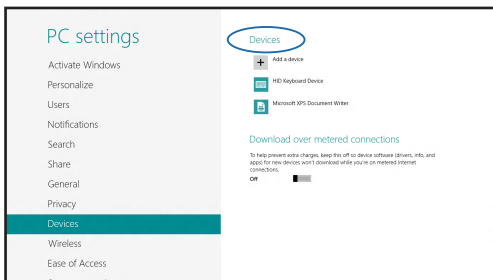 PC settings
Activate Windows
Personalize
Users
Notifications
Search
Share
General
Privacy
Devices
Wireless
Ease of Access
Devices
Add a device
HID Keyboard Device
Microsoft XPS Document Writer
Download over metered connections
To help prevent extra charges, keep this off so device software (drivers, info, and
apps) for new devices won't download while you're on metered Internet
connections.
Off